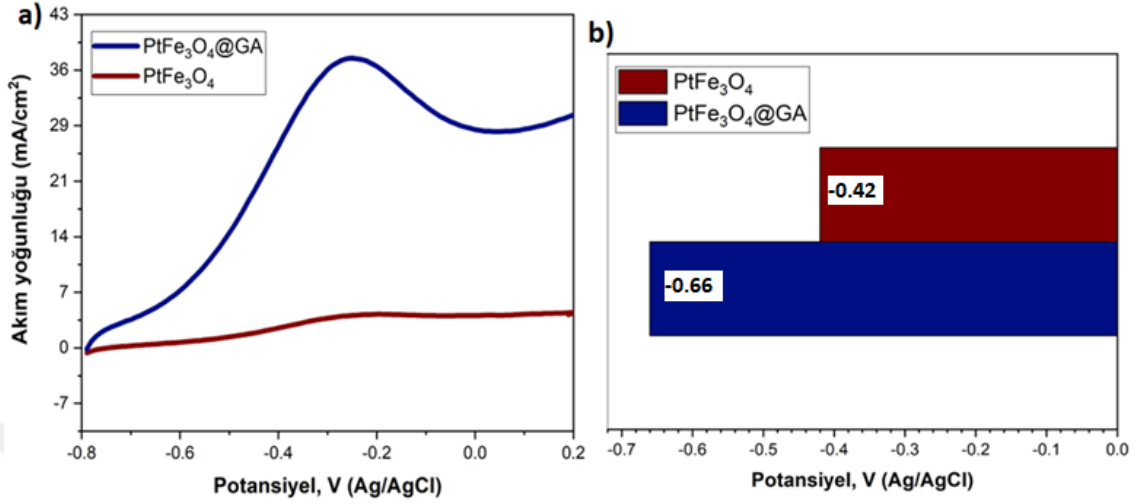 a)
43
36
29
21
14
7
0
-7
PtFe₃O₄@GA
PtFe₃O₄
Akım yoğunluğu (mA/cm²)
-0.8
-0.6
-0.4
-0.2
0.0
0.2
Potansiyel, V (Ag/AgCl)
b)
PtFe₃O₄
PtFe₃O₄@GA
-0.42
-0.66
-0.7
-0.6
-0.5
-0.4
-0.3
-0.2
-0.1
0.0
Potansiyel, V (Ag/AgCl)